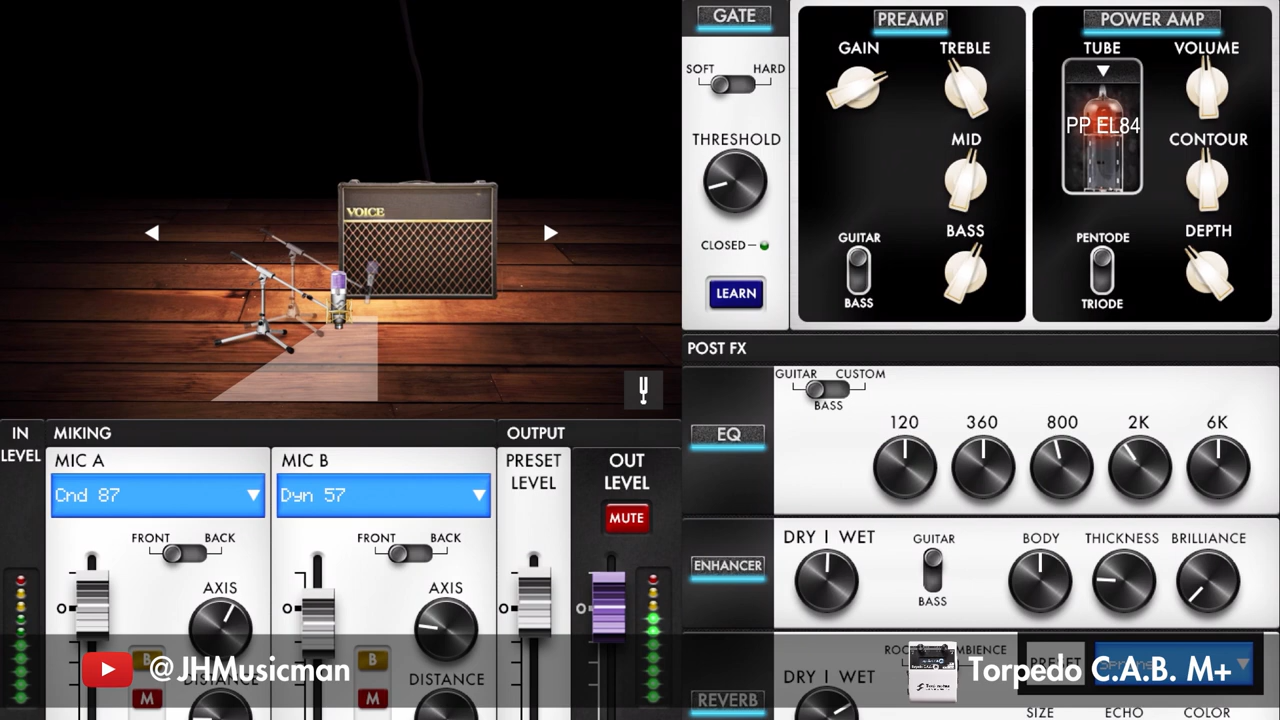 VOICE
IN
LEVEL
MIKING
MIC A
Cnd 87
FRONT
BACK
AXIS
B
M
DISTANCE
MIC B
Dyn 57
FRONT
BACK
AXIS
B
M
DISTANCE
OUTPUT
PRESET
LEVEL
OUT
LEVEL
MUTE
GATE
SOFT
HARD
THRESHOLD
CLOSED
LEARN
PREAMP
GAIN
TREBLE
MID
BASS
GUITAR
BASS
POWER AMP
TUBE
PP EL84
VOLUME
CONTOUR
DEPTH
PENTODE
TRIODE
POST FX
EQ
GUITAR
CUSTOM
BASS
120
360
800
2K
6K
ENHANCER
DRY | WET
GUITAR
BASS
BODY
THICKNESS
BRILLIANCE
REVERB
DRY | WET
PRESET
SIZE
ECHO
COLOR
@JHMusicman
Torpedo C.A.B. M+